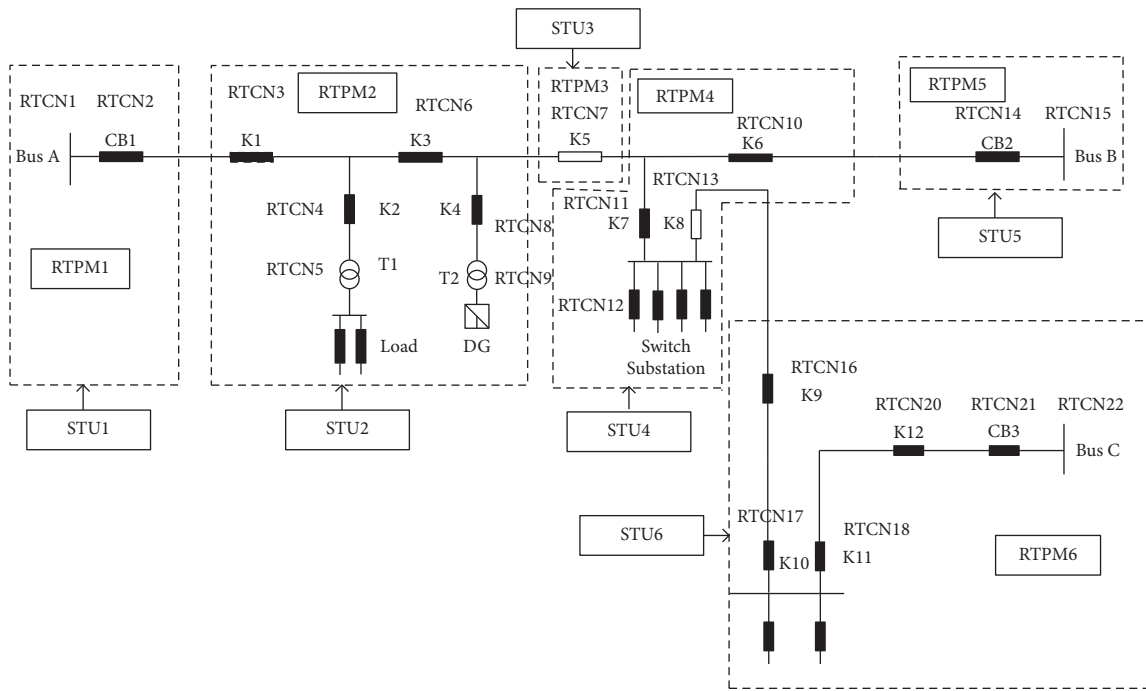 STU3
RTCN1
RTCN2
Bus A
CB1
RTPM1
STU1
RTCN3
RTPM2
RTCN6
K1
K3
RTCN4
K2
K4
RTCN8
RTCN5
T1
T2
RTCN9
Load
DG
STU2
RTPM3
RTCN7
K5
RTPM4
RTCN10
K6
RTCN13
RTCN11
K7
K8
RTCN12
Switch
Substation
STU4
RTPM5
RTCN14
RTCN15
CB2
Bus B
STU5
RTCN16
K9
RTCN20
RTCN21
RTCN22
K12
CB3
Bus C
STU6
RTCN17
RTCN18
K10
K11
RTPM6